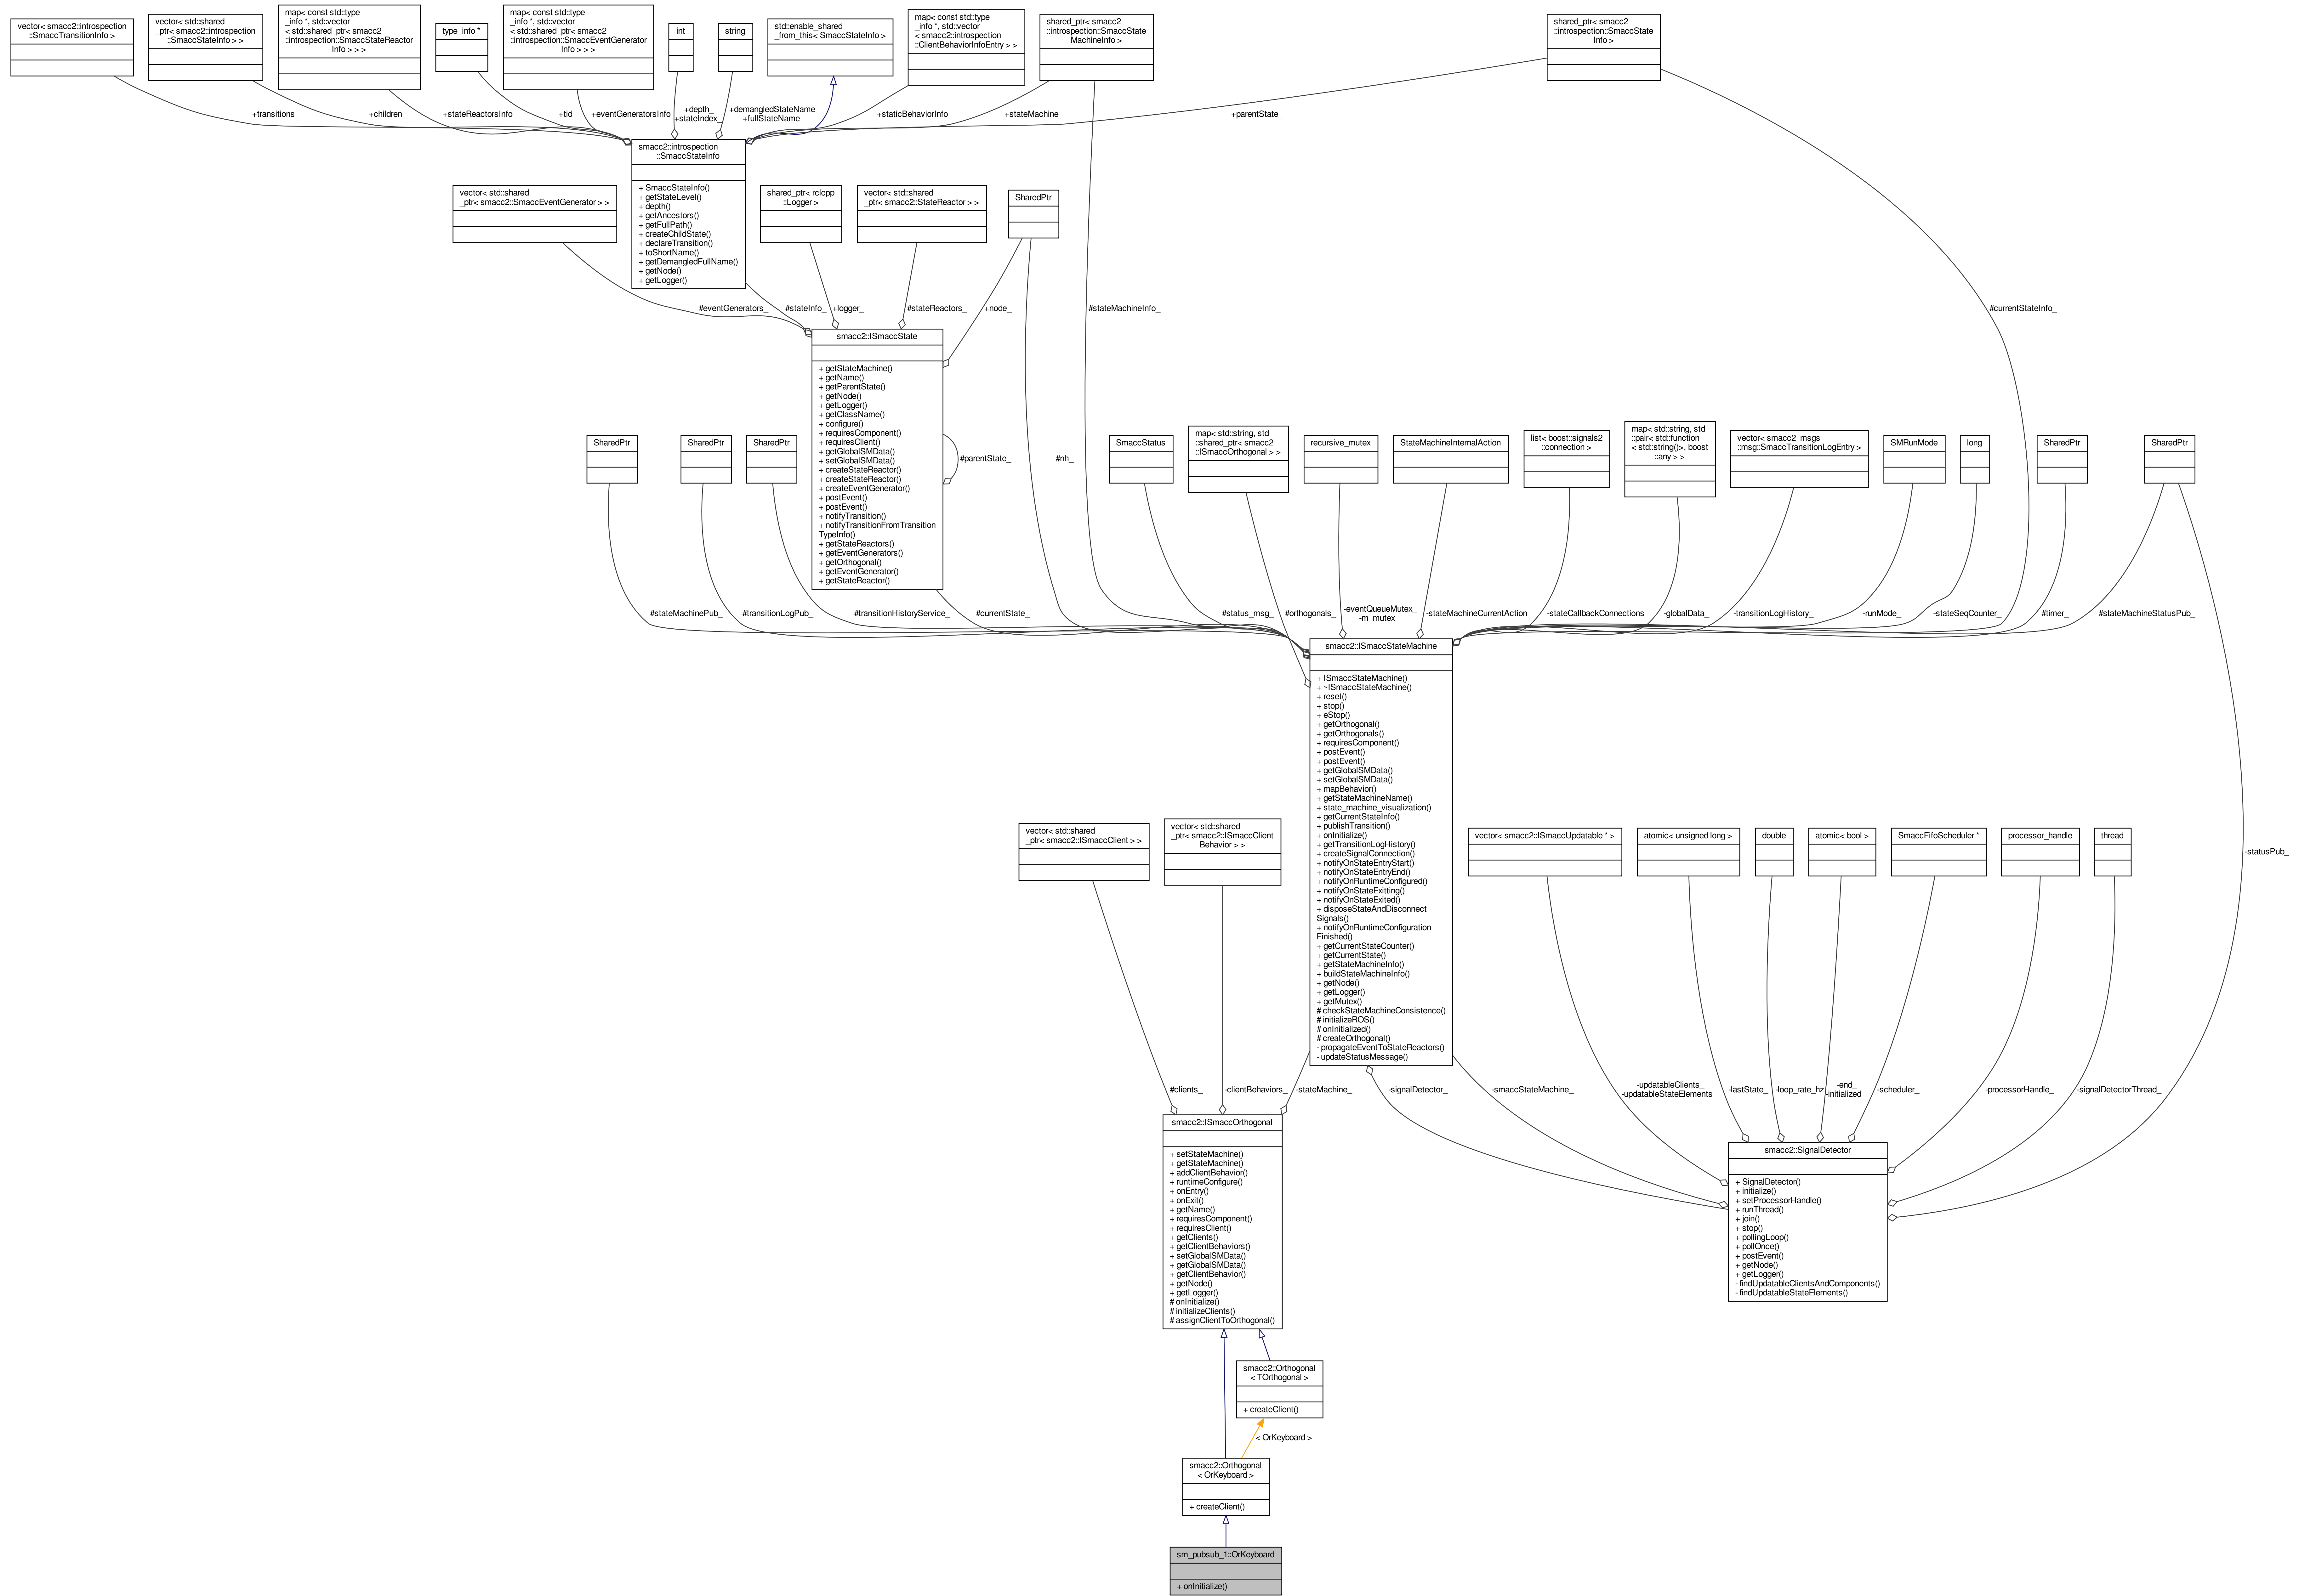 vector< smacc2::introspection
::SmaccTransitionInfo >
vector< std::shared
_ptr< smacc2::introspection
::SmaccStateInfo > >
map< const std::type
_info *, std::vector
< std::shared_ptr< smacc2
::introspection::SmaccStateReactor
Info > > >
type_info *
map< const std::type
_info *, std::vector
< std::shared_ptr< smacc2
::introspection::SmaccEventGenerator
Info > > >
int
string
std::enable_shared
_from_this< SmaccStateInfo >
map< const std::type
_info *, std::vector
< smacc2::introspection
::ClientBehaviorInfoEntry > >
shared_ptr< smacc2
::introspection::SmaccState
MachineInfo >
shared_ptr< smacc2
::introspection::SmaccState
Info >
+transitions_
+children_
+stateReactorsInfo
+tid_
+eventGeneratorsInfo
+depth_
+stateIndex_
+demangledStateName
+fullStateName
+staticBehaviorInfo
+stateMachine_
+parentState_
smacc2::introspection
::SmaccStateInfo
+ SmaccStateInfo()
+ getStateLevel()
+ depth()
+ getAncestors()
+ getFullPath()
+ createChildState()
+ declareTransition()
+ toShortName()
+ getDemangledFullName()
+ getNode()
+ getLogger()
vector< std::shared
_ptr< smacc2::SmaccEventGenerator > >
shared_ptr< rclcpp
::Logger >
vector< std::shared
_ptr< smacc2::StateReactor > >
SharedPtr
#eventGenerators_
#stateInfo_
+logger_
#stateReactors_
+node_
#stateMachineInfo_
#currentStateInfo_
smacc2::ISmaccState
+ getStateMachine()
+ getName()
+ getParentState()
+ getNode()
+ getLogger()
+ getClassName()
+ configure()
+ requiresComponent()
+ requiresClient()
+ getGlobalSMData()
+ setGlobalSMData()
+ createStateReactor()
+ createStateReactor()
+ createEventGenerator()
+ postEvent()
+ postEvent()
+ notifyTransition()
+ notifyTransitionFromTransition
TypeInfo()
+ getStateReactors()
+ getEventGenerators()
+ getOrthogonal()
+ getEventGenerator()
+ getStateReactor()
#parentState_
#nh_
SharedPtr
SharedPtr
SharedPtr
SmaccStatus
map< std::string, std
::shared_ptr< smacc2
::ISmaccOrthogonal > >
recursive_mutex
StateMachineInternalAction
list< boost::signals2
::connection >
map< std::string, std
::pair< std::function
< std::string()>, boost
::any > >
vector< smacc2_msgs
::msg::SmaccTransitionLogEntry >
SMRunMode
long
SharedPtr
SharedPtr
#stateMachinePub_
#transitionLogPub_
#transitionHistoryService_
#currentState_
#status_msg_
#orthogonals_
-eventQueueMutex_
-m_mutex_
-stateMachineCurrentAction
-stateCallbackConnections
-globalData_
-transitionLogHistory_
-runMode_
-stateSeqCounter_
#timer_
#stateMachineStatusPub_
smacc2::ISmaccStateMachine
+ ISmaccStateMachine()
+ ~ISmaccStateMachine()
+ reset()
+ stop()
+ eStop()
+ getOrthogonal()
+ getOrthogonals()
+ requiresComponent()
+ postEvent()
+ postEvent()
+ getGlobalSMData()
+ setGlobalSMData()
+ mapBehavior()
+ getStateMachineName()
+ state_machine_visualization()
+ getCurrentStateInfo()
+ publishTransition()
+ onInitialize()
+ getTransitionLogHistory()
+ createSignalConnection()
+ notifyOnStateEntryStart()
+ notifyOnStateEntryEnd()
+ notifyOnRuntimeConfigured()
+ notifyOnStateExitting()
+ notifyOnStateExited()
+ disposeStateAndDisconnect
Signals()
+ notifyOnRuntimeConfiguration
Finished()
+ getCurrentStateCounter()
+ getCurrentState()
+ getStateMachineInfo()
+ buildStateMachineInfo()
+ getNode()
+ getLogger()
+ getMutex()
# checkStateMachineConsistence()
# initializeROS()
# onInitialized()
# createOrthogonal()
- propagateEventToStateReactors()
- updateStatusMessage()
vector< std::shared
_ptr< smacc2::ISmaccClient > >
vector< std::shared
_ptr< smacc2::ISmaccClient
Behavior > >
vector< smacc2::ISmaccUpdatable * >
atomic< unsigned long >
double
atomic< bool >
SmaccFifoScheduler *
processor_handle
thread
-statusPub_
#clients_
-clientBehaviors_
-stateMachine_
-signalDetector_
-smaccStateMachine_
-updatableClients_
-updatableStateElements_
-lastState_
-loop_rate_hz
-end_
-initialized_
-scheduler_
-processorHandle_
-signalDetectorThread_
smacc2::ISmaccOrthogonal
+ setStateMachine()
+ getStateMachine()
+ addClientBehavior()
+ runtimeConfigure()
+ onEntry()
+ onExit()
+ getName()
+ requiresComponent()
+ requiresClient()
+ getClients()
+ getClientBehaviors()
+ setGlobalSMData()
+ getGlobalSMData()
+ getClientBehavior()
+ getNode()
+ getLogger()
# onInitialize()
# initializeClients()
# assignClientToOrthogonal()
smacc2::SignalDetector
+ SignalDetector()
+ initialize()
+ setProcessorHandle()
+ runThread()
+ join()
+ stop()
+ pollingLoop()
+ pollOnce()
+ postEvent()
+ getNode()
+ getLogger()
- findUpdatableClientsAndComponents()
- findUpdatableStateElements()
smacc2::Orthogonal
< TOrthogonal >
+ createClient()
< OrKeyboard >
smacc2::Orthogonal
< OrKeyboard >
+ createClient()
sm_pubsub_1::OrKeyboard
+ onInitialize()